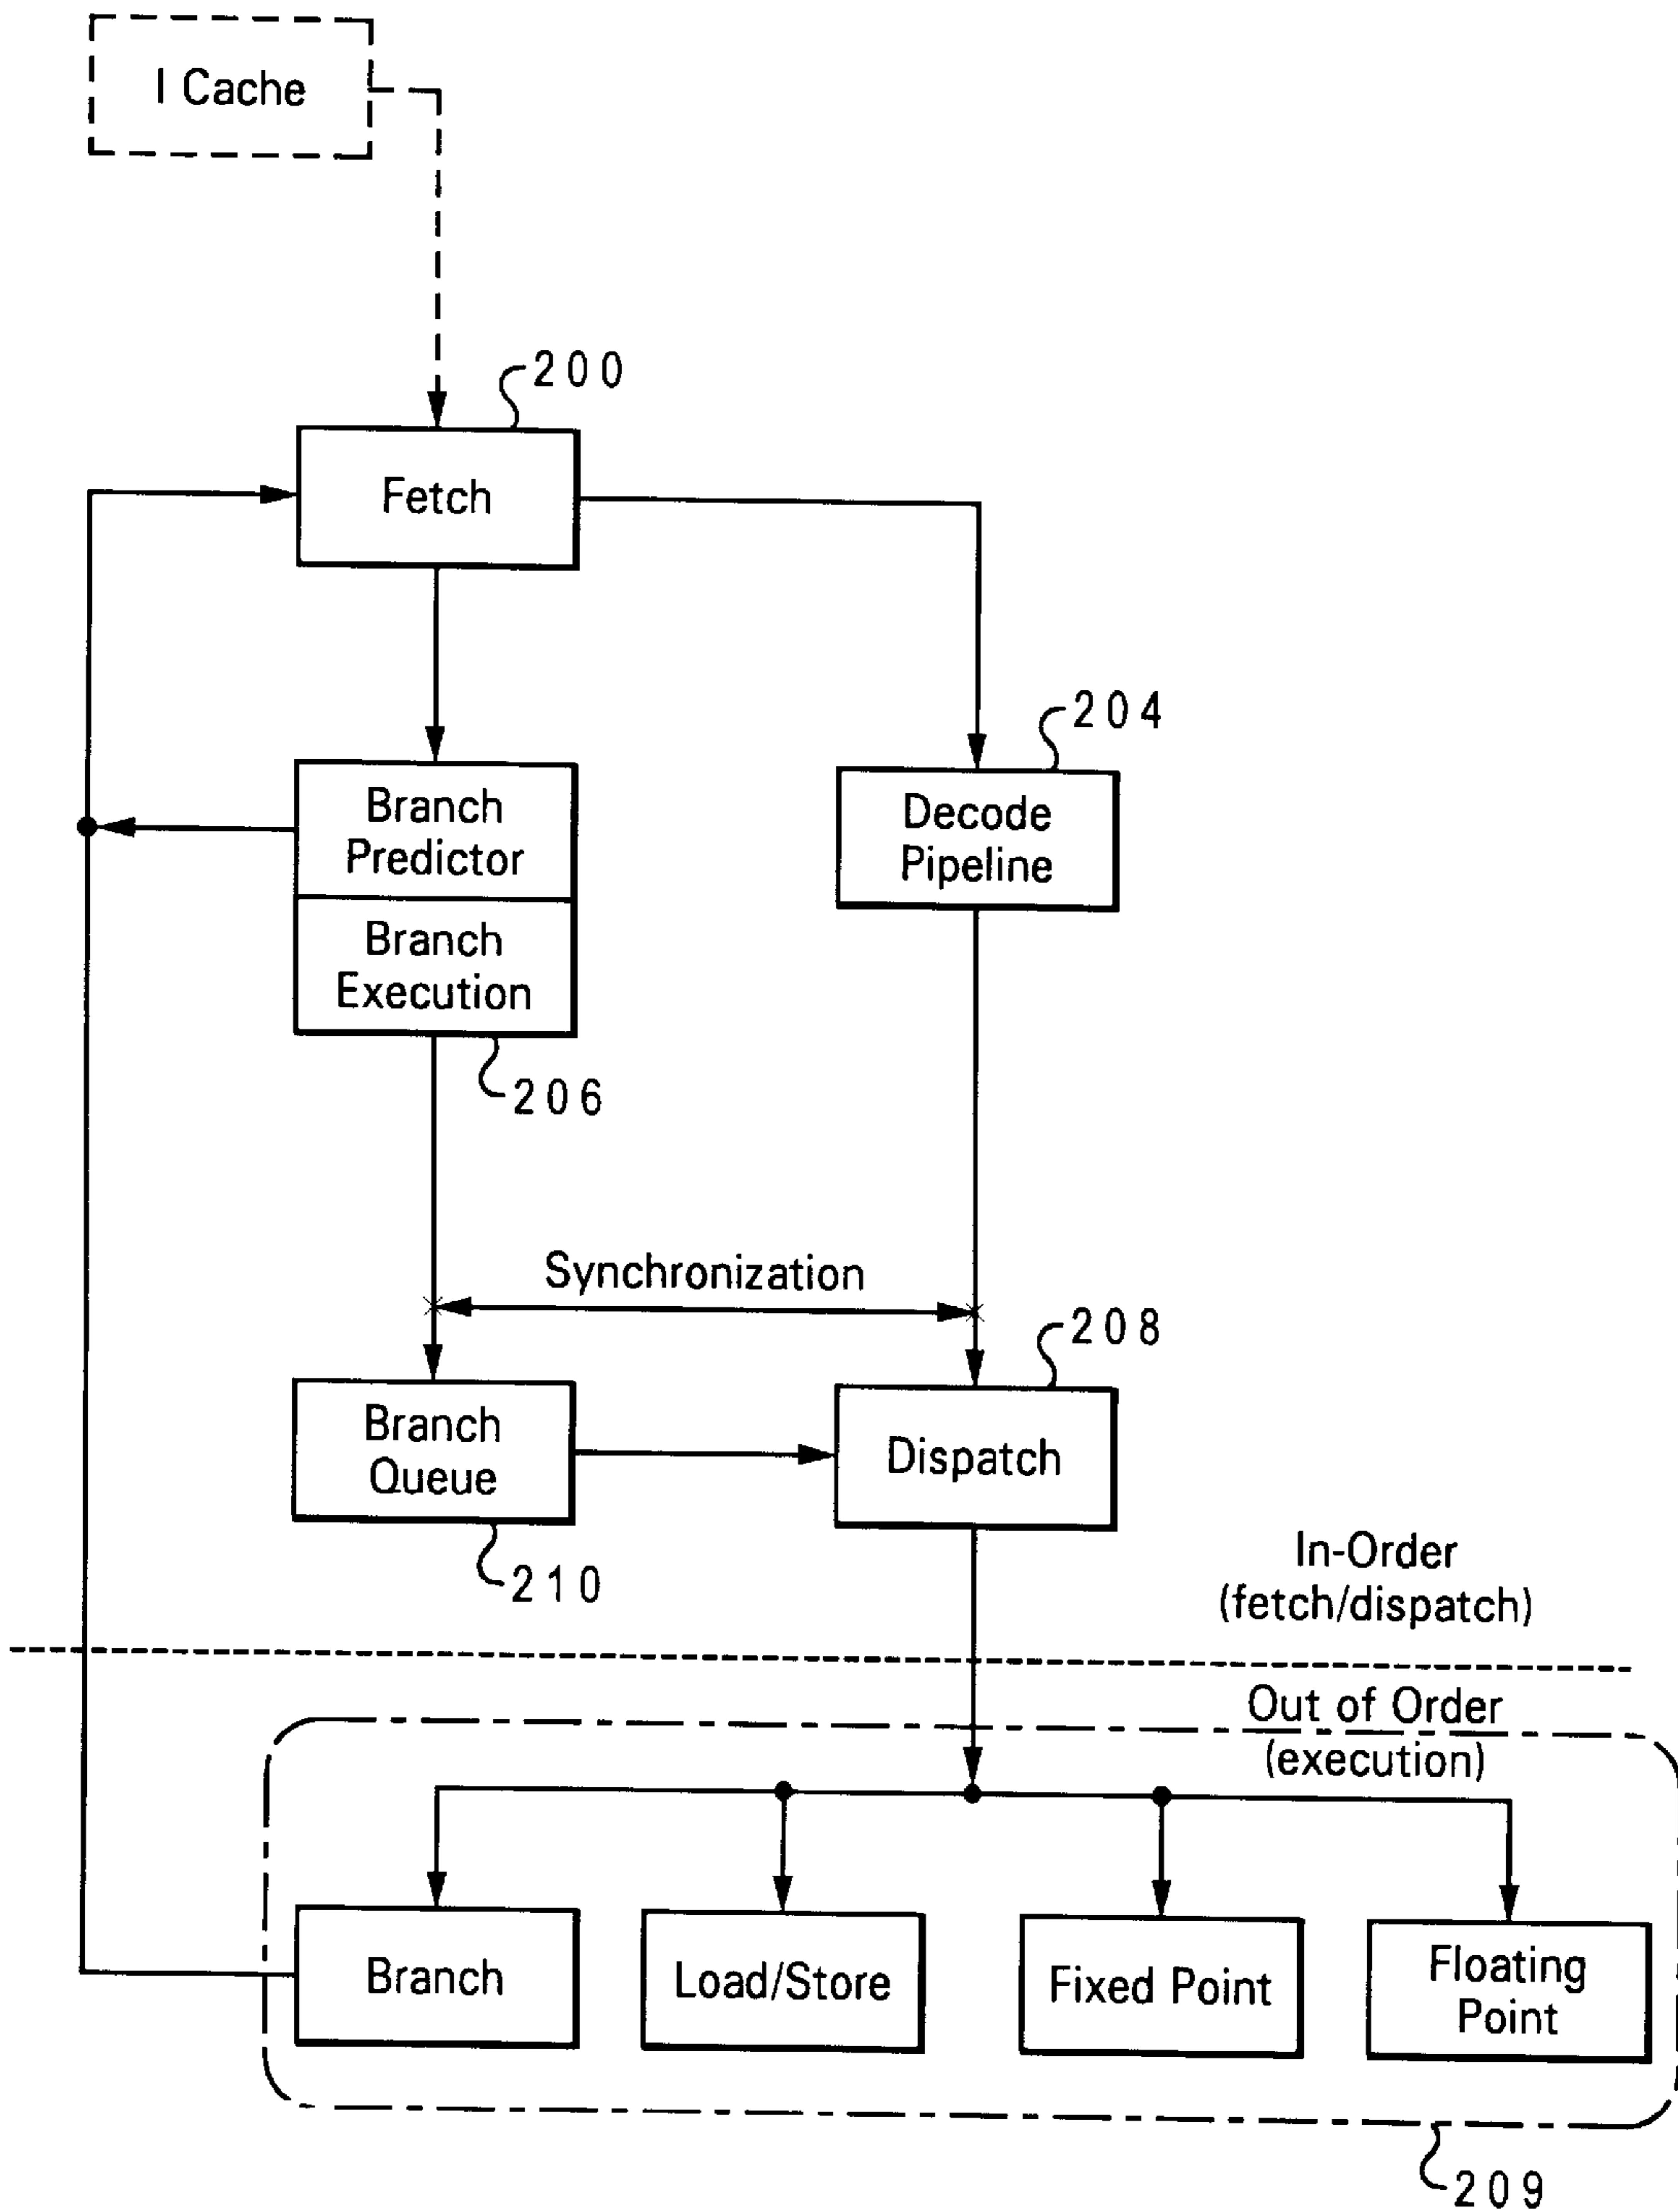 I Cache
200
Fetch
204
Branch
Predictor
Decode
Pipeline
Branch
Execution
206
Synchronization
208
Branch
Queue
Dispatch
210
In-Order
(fetch/dispatch)
Out of Order
(execution)
Branch
Load/Store
Fixed Point
Floating
Point
209